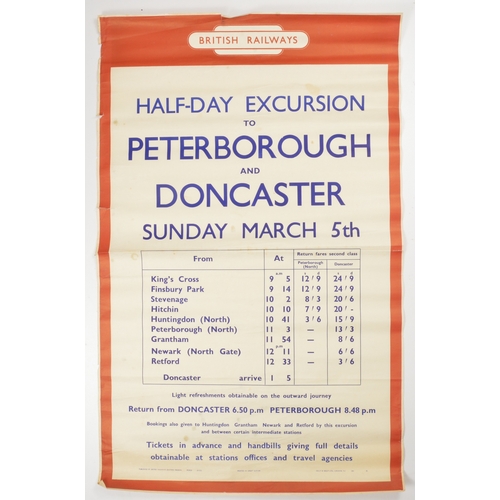 BRITISH RAILWAYS
HALF-DAY EXCURSION
TO
PETERBOROUGH
AND
DONCASTER
SUNDAY MARCH 5th
From At Return fares second class
Peterborough (North) Doncaster
a.m s d s d
King's Cross 9 5 12/9 24/9
Finsbury Park 9 14 12/9 24/9
Stevenage 10 2 8/3 20/6
Hitchin 10 10 7/9 20/-
Huntingdon (North) 10 41 3/6 15/9
Peterborough (North) 11 3 — 13/3
Grantham 11 54 — 8/6
p.m
Newark (North Gate) 12 11 — 6/6
Retford 12 33 — 3/6
Doncaster arrive 1 5
Light refreshments obtainable on the outward journey
Return from DONCASTER 6.50 p.m PETERBOROUGH 8.48 p.m
Bookings also given to Huntingdon Grantham Newark and Retford by this excursion
and between certain intermediate stations
Tickets in advance and handbills giving full details
obtainable at stations offices and travel agencies